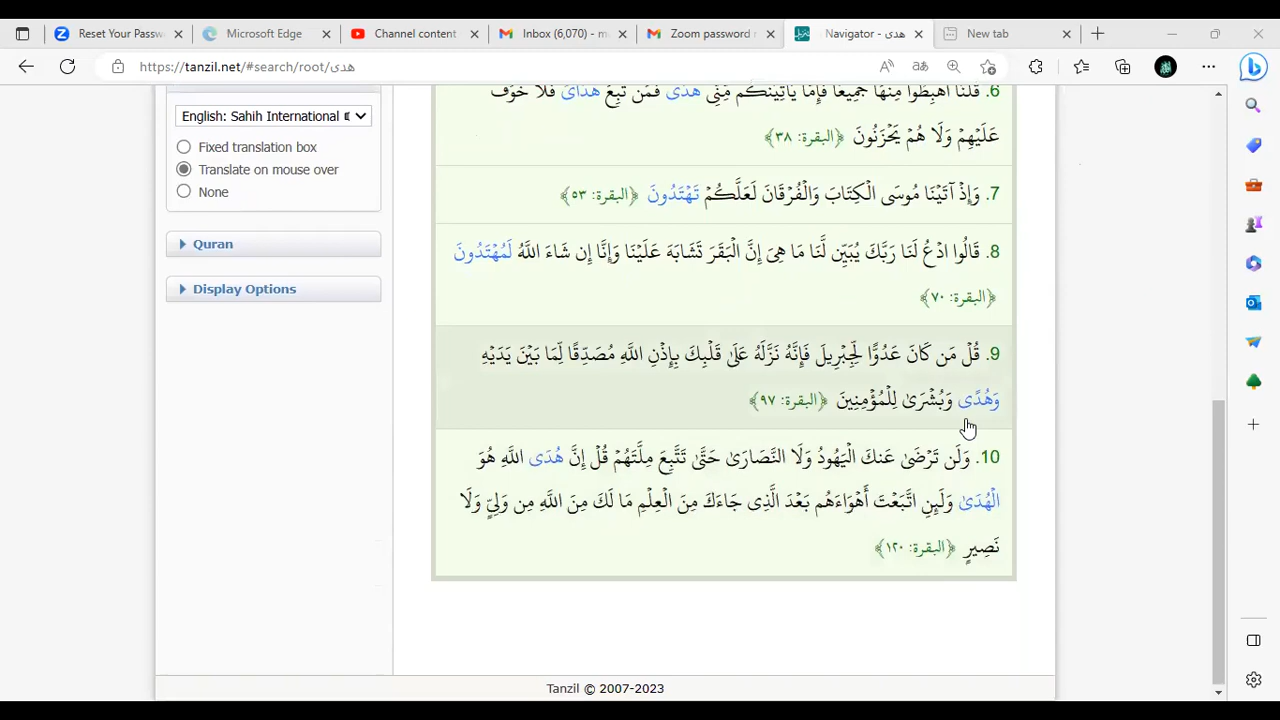 Reset Your Passw
Microsoft Edge
Channel content
Inbox (6,070) - m
Zoom password r
Navigator - هدى
New tab
https://tanzil.net/#search/root/هدى
English: Sahih International
Fixed translation box
Translate on mouse over
None
Quran
Display Options
6. قُلْنَا اهْبِطُوا مِنْهَا جَمِيعًا فَإِمَّا يَأْتِيَنَّكُم مِّنِّى هُدًى فَمَن تَبِعَ هُدَاىَ فَلَا خَوْفٌ
عَلَيْهِمْ وَلَا هُمْ يَحْزَنُونَ ﴿البقرة: ٣٨﴾
7. وَإِذْ آتَيْنَا مُوسَى الْكِتَابَ وَالْفُرْقَانَ لَعَلَّكُمْ تَهْتَدُونَ ﴿البقرة: ٥٣﴾
8. قَالُوا ادْعُ لَنَا رَبَّكَ يُبَيِّن لَّنَا مَا هِىَ إِنَّ الْبَقَرَ تَشَابَهَ عَلَيْنَا وَإِنَّا إِن شَاءَ اللَّهُ لَمُهْتَدُونَ
﴿البقرة: ٧٠﴾
9. قُلْ مَن كَانَ عَدُوًّا لِّجِبْرِيلَ فَإِنَّهُ نَزَّلَهُ عَلَىٰ قَلْبِكَ بِإِذْنِ اللَّهِ مُصَدِّقًا لِّمَا بَيْنَ يَدَيْهِ
وَهُدًى وَبُشْرَىٰ لِلْمُؤْمِنِينَ ﴿البقرة: ٩٧﴾
10. وَلَن تَرْضَىٰ عَنكَ الْيَهُودُ وَلَا النَّصَارَىٰ حَتَّىٰ تَتَّبِعَ مِلَّتَهُمْ قُلْ إِنَّ هُدَى اللَّهِ هُوَ
الْهُدَىٰ وَلَئِنِ اتَّبَعْتَ أَهْوَاءَهُم بَعْدَ الَّذِى جَاءَكَ مِنَ الْعِلْمِ مَا لَكَ مِنَ اللَّهِ مِن وَلِىٍّ وَلَا
نَصِيرٍ ﴿البقرة: ١٢٠﴾
Tanzil © 2007-2023